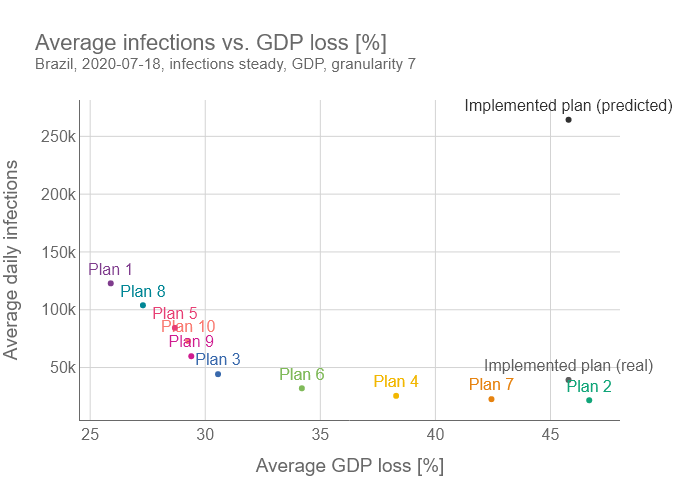 Average infections vs. GDP loss [%]
Brazil, 2020-07-18, infections steady, GDP, granularity 7
Implemented plan (predicted)
250k
200k
150k
100k
50k
Average daily infections
Plan 1
Plan 8
Plan 5
Plan 10
Plan 9
Plan 3
Plan 6
Plan 4
Plan 7
Implemented plan (real)
Plan 2
25
30
35
40
45
Average GDP loss [%]